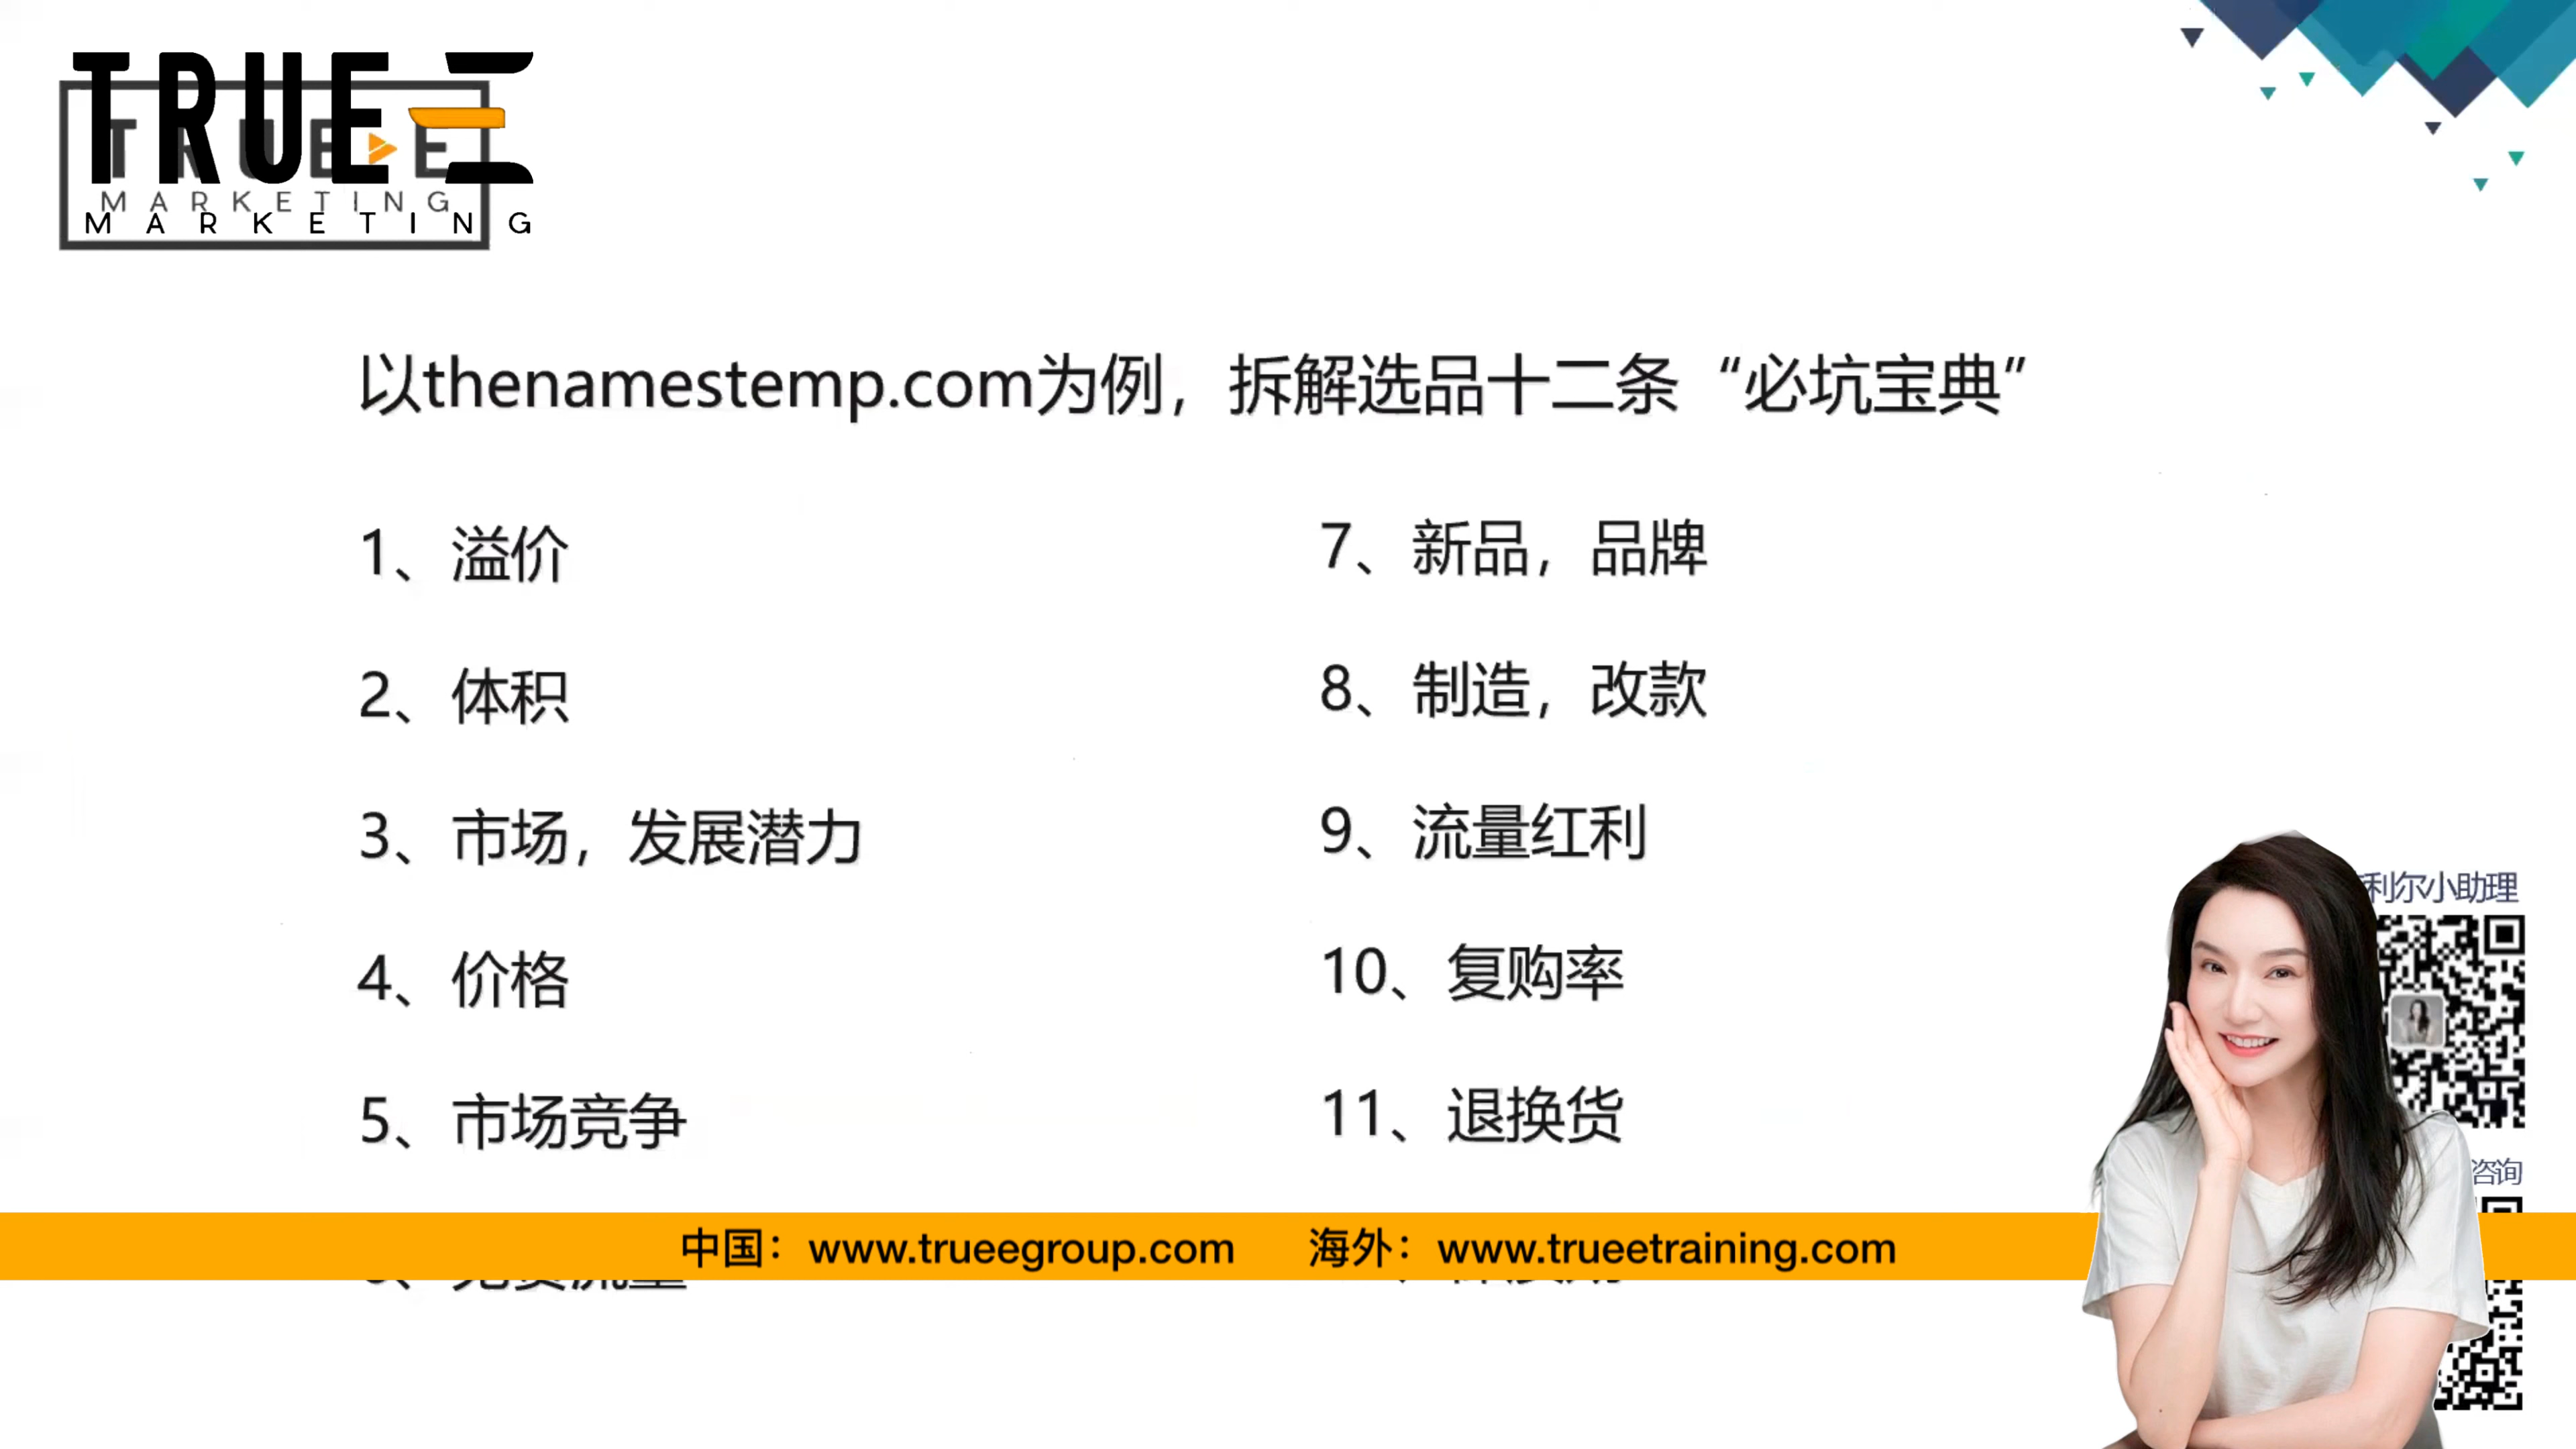 TRUE
MARKETING
TRUE E
MARKETING
以thenamestemp.com为例，拆解选品十二条“必坑宝典”
1、溢价
2、体积
3、市场，发展潜力
4、价格
5、市场竞争
7、新品，品牌
8、制造，改款
9、流量红利
10、复购率
11、退换货
利尔小助理
咨询
中国：www.trueegroup.com 海外：www.trueetraining.com